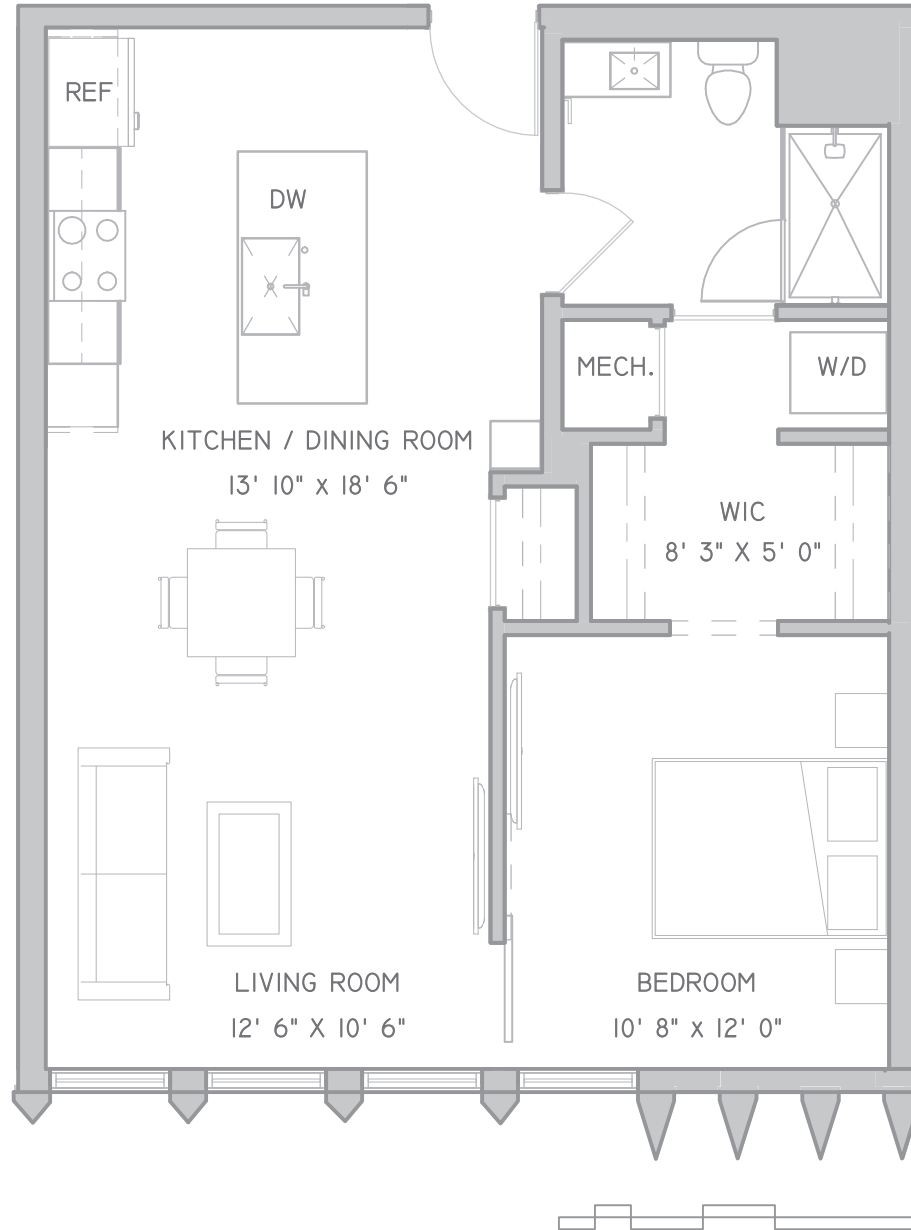 REF
DW
MECH.
W/D
KITCHEN / DINING ROOM
13' 10" X 18' 6"
WIC
8' 3" X 5' 0"
LIVING ROOM
12' 6" X 10' 6"
BEDROOM
10' 8" x 12' 0"